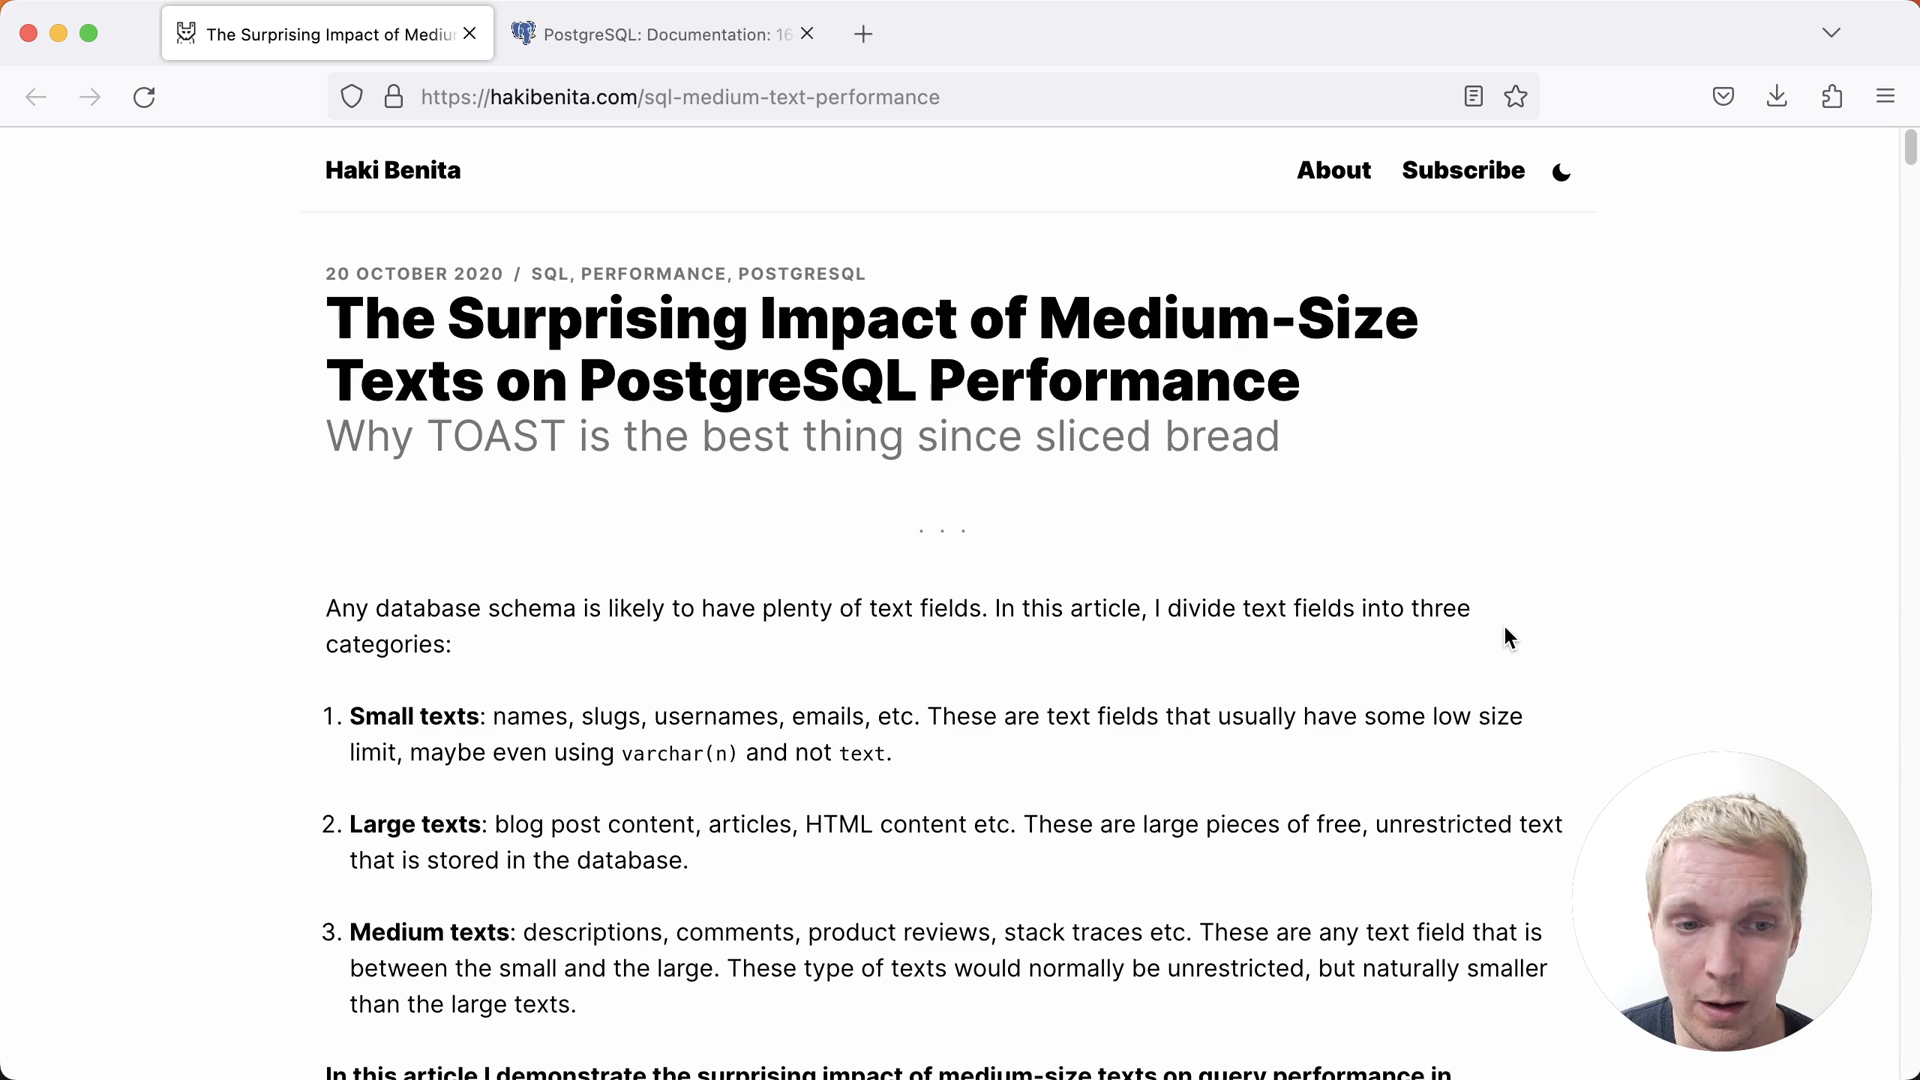 The Surprising Impact of Mediu
PostgreSQL: Documentation: 16
https://hakibenita.com/sql-medium-text-performance
Haki Benita
About
Subscribe
20 OCTOBER 2020 / SQL, PERFORMANCE, POSTGRESQL
The Surprising Impact of Medium-Size
Texts on PostgreSQL Performance
Why TOAST is the best thing since sliced bread
. . .
Any database schema is likely to have plenty of text fields. In this article, I divide text fields into three
categories:
1. Small texts: names, slugs, usernames, emails, etc. These are text fields that usually have some low size
limit, maybe even using varchar(n) and not text.
2. Large texts: blog post content, articles, HTML content etc. These are large pieces of free, unrestricted text
that is stored in the database.
3. Medium texts: descriptions, comments, product reviews, stack traces etc. These are any text field that is
between the small and the large. These type of texts would normally be unrestricted, but naturally smaller
than the large texts.
In this article I demonstrate the surprising impact of medium-size texts on query performance in